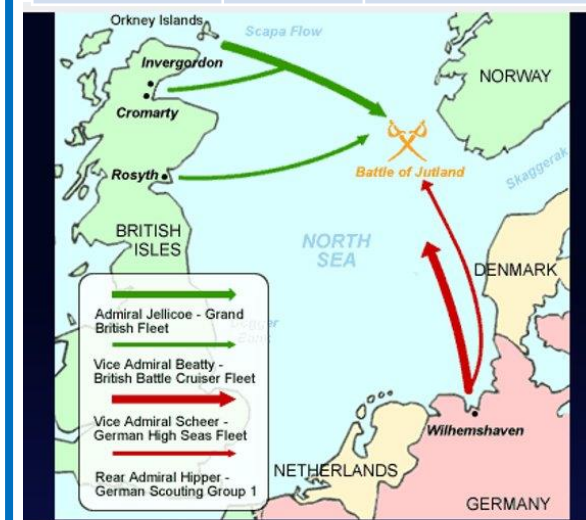 Orkney Islands
Scapa Flow
Invergordon
NORWAY
Cromarty
Battle of Jutland
Skaggerak
Rosyth
BRITISH
ISLES
NORTH
SEA
DENMARK
Admiral Jellicoe - Grand
British Fleet
Vice Admiral Beatty -
British Battle Cruiser Fleet
Vice Admiral Scheer -
German High Seas Fleet
Rear Admiral Hipper -
German Scouting Group 1
Wilhemshaven
NETHERLANDS
GERMANY